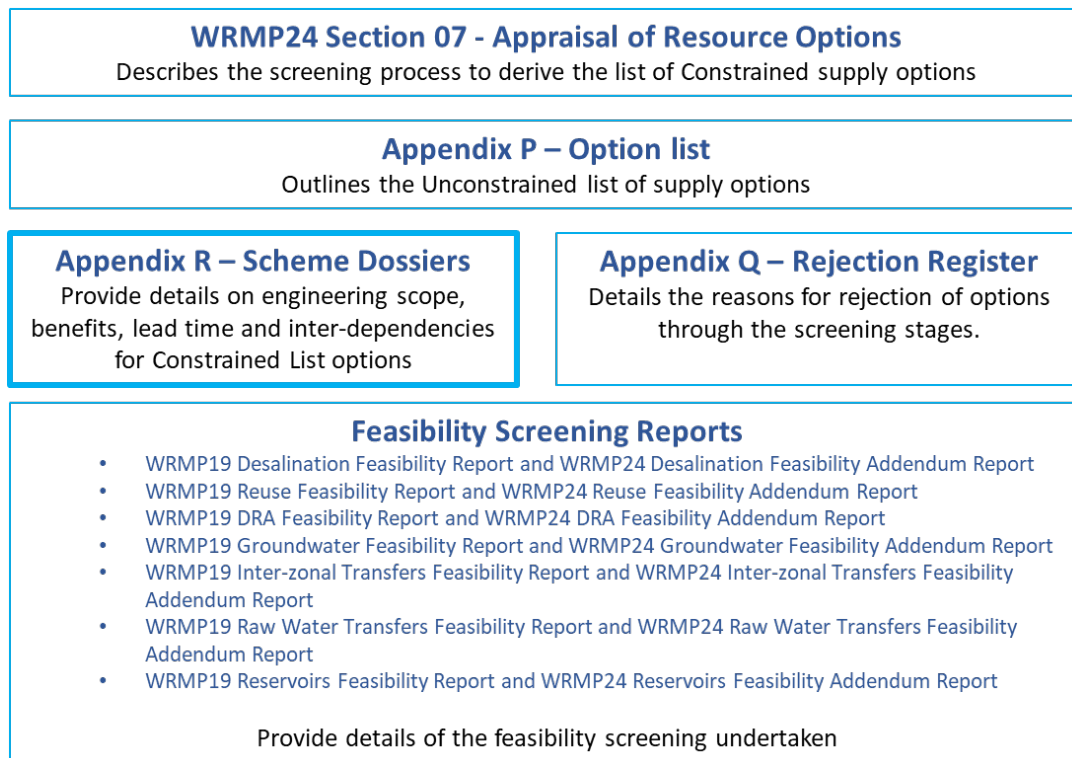 WRMP24 Section 07 - Appraisal of Resource Options
Describes the screening process to derive the list of Constrained supply options
Appendix P – Option list
Outlines the Unconstrained list of supply options
Appendix R – Scheme Dossiers
Provide details on engineering scope,
benefits, lead time and inter-dependencies
for Constrained List options
Appendix Q – Rejection Register
Details the reasons for rejection of options
through the screening stages.
Feasibility Screening Reports
• WRMP19 Desalination Feasibility Report and WRMP24 Desalination Feasibility Addendum Report
• WRMP19 Reuse Feasibility Report and WRMP24 Reuse Feasibility Addendum Report
• WRMP19 DRA Feasibility Report and WRMP24 DRA Feasibility Addendum Report
• WRMP19 Groundwater Feasibility Report and WRMP24 Groundwater Feasibility Addendum Report
• WRMP19 Inter-zonal Transfers Feasibility Report and WRMP24 Inter-zonal Transfers Feasibility
Addendum Report
• WRMP19 Raw Water Transfers Feasibility Report and WRMP24 Raw Water Transfers Feasibility
Addendum Report
• WRMP19 Reservoirs Feasibility Report and WRMP24 Reservoirs Feasibility Addendum Report
Provide details of the feasibility screening undertaken